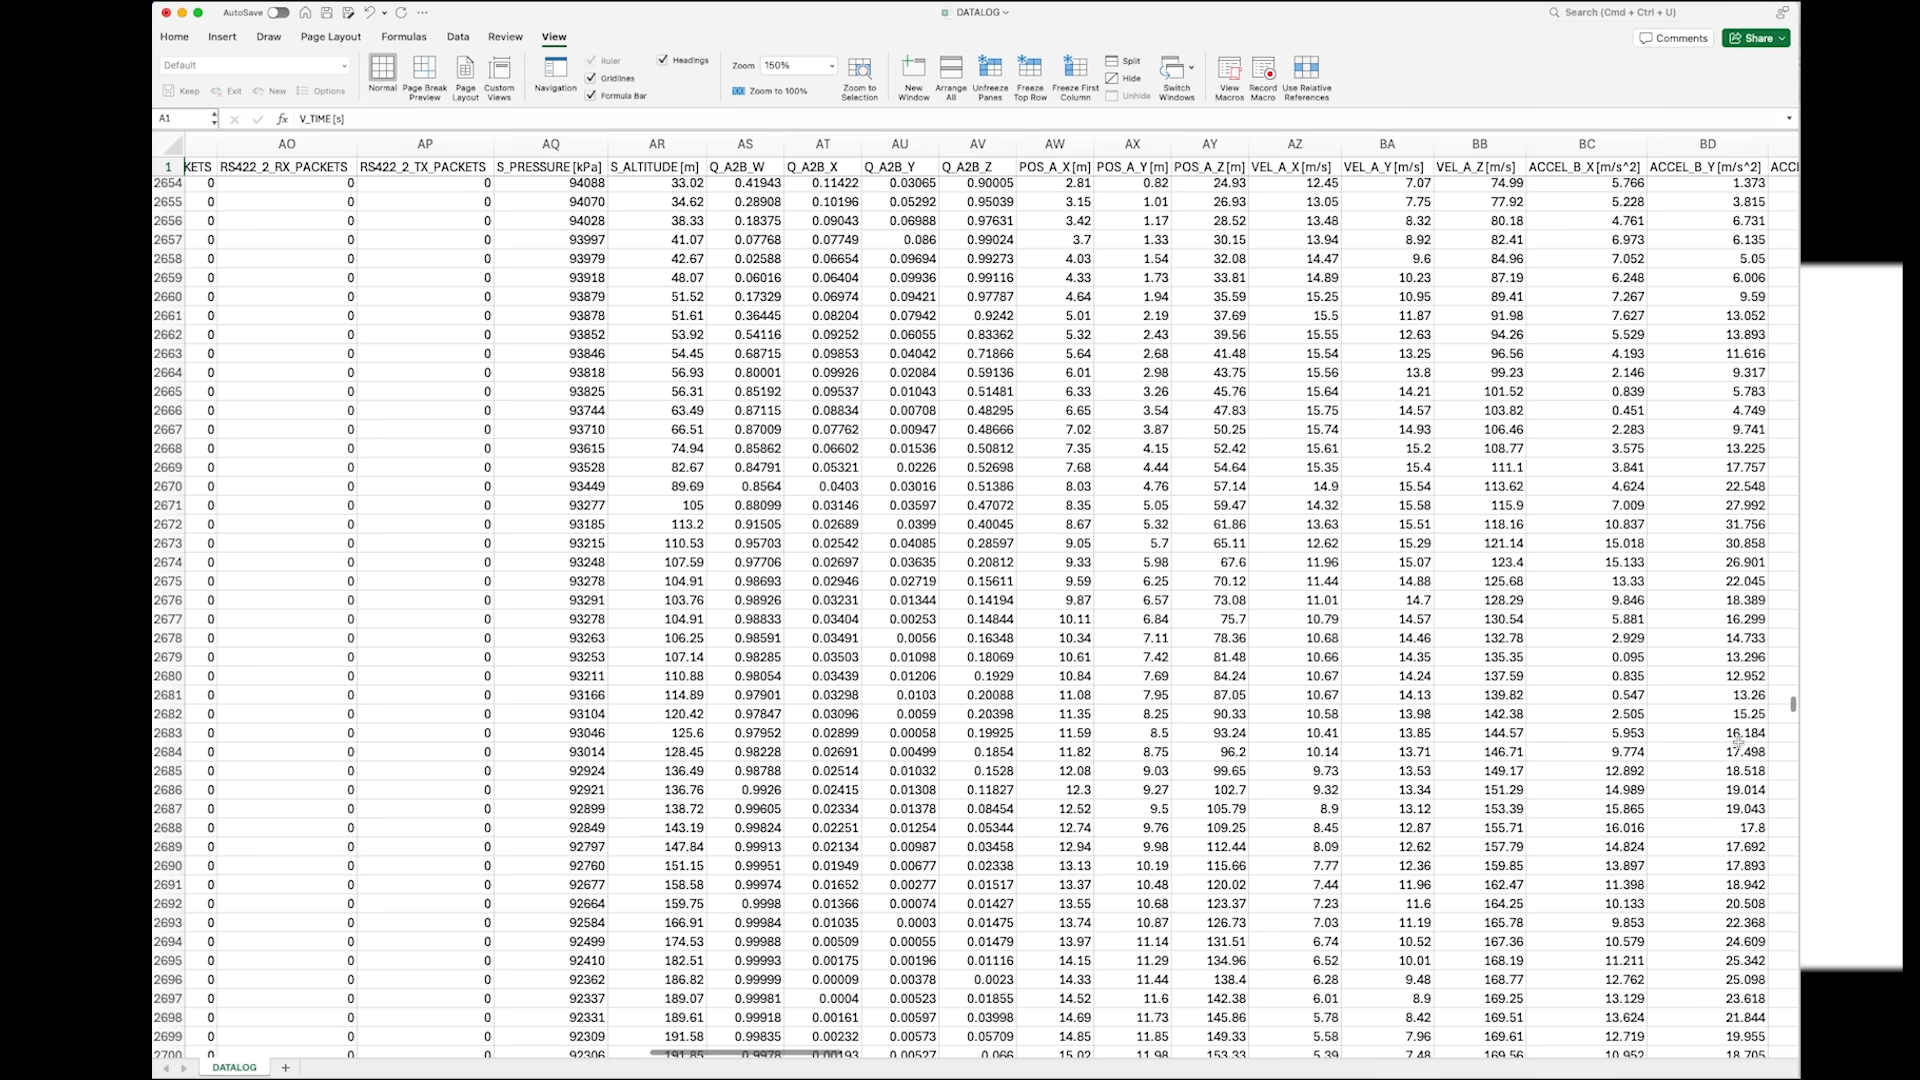 AutoSave
DATALOG
Search (Cmd + Ctrl + U)
Home Insert Draw Page Layout Formulas Data Review View
Comments Share
Default
Keep Exit New Options
Normal Page Break Preview Page Layout Custom Views
Navigation
Ruler
Gridlines
Formula Bar
Headings
Zoom 150%
Zoom to 100%
Zoom to Selection
New Window Arrange All Unfreeze Panes Freeze Top Row Freeze First Column
Split
Hide
Unhide
Switch Windows
View Macros Record Macro Use Relative References
A1 fx V_TIME [s]
AO AP AQ AR AS AT AU AV AW AX AY AZ BA BB BC BD
1 KETS RS422_2_RX_PACKETS RS422_2_TX_PACKETS S_PRESSURE [kPa] S_ALTITUDE [m] Q_A2B_W Q_A2B_X Q_A2B_Y Q_A2B_Z POS_A_X [m] POS_A_Y [m] POS_A_Z [m] VEL_A_X [m/s] VEL_A_Y [m/s] VEL_A_Z [m/s] ACCEL_B_X [m/s^2] ACCEL_B_Y [m/s^2] ACCI
2654 0 0 0 94088 33.02 0.41943 0.11422 0.03065 0.90005 2.81 0.82 24.93 12.45 7.07 74.99 5.766 1.373
2655 0 0 0 94070 34.62 0.28908 0.10196 0.05292 0.95039 3.15 1.01 26.93 13.05 7.75 77.92 5.228 3.815
2656 0 0 0 94028 38.33 0.18375 0.09043 0.06988 0.97631 3.42 1.17 28.52 13.48 8.32 80.18 4.761 6.731
2657 0 0 0 93997 41.07 0.07768 0.07749 0.086 0.99024 3.7 1.33 30.15 13.94 8.92 82.41 6.973 6.135
2658 0 0 0 93979 42.67 0.02588 0.06654 0.09694 0.99273 4.03 1.54 32.08 14.47 9.6 84.96 7.052 5.05
2659 0 0 0 93918 48.07 0.06016 0.06404 0.09936 0.99116 4.33 1.73 33.81 14.89 10.23 87.19 6.248 6.006
2660 0 0 0 93879 51.52 0.17329 0.06974 0.09421 0.97787 4.64 1.94 35.59 15.25 10.95 89.41 7.267 9.59
2661 0 0 0 93878 51.61 0.36445 0.08204 0.07942 0.9242 5.01 2.19 37.69 15.5 11.87 91.98 7.627 13.052
2662 0 0 0 93852 53.92 0.54116 0.09252 0.06055 0.83362 5.32 2.43 39.56 15.55 12.63 94.26 5.529 13.893
2663 0 0 0 93846 54.45 0.68715 0.09853 0.04042 0.71866 5.64 2.68 41.48 15.54 13.25 96.56 4.193 11.616
2664 0 0 0 93818 56.93 0.80001 0.09926 0.02084 0.59136 6.01 2.98 43.75 15.56 13.8 99.23 2.146 9.317
2665 0 0 0 93825 56.31 0.85192 0.09537 0.01043 0.51481 6.33 3.26 45.76 15.64 14.21 101.52 0.839 5.783
2666 0 0 0 93744 63.49 0.87115 0.08834 0.00708 0.48295 6.65 3.54 47.83 15.75 14.57 103.82 0.451 4.749
2667 0 0 0 93710 66.51 0.87009 0.07762 0.00947 0.48666 7.02 3.87 50.25 15.74 14.93 106.46 2.283 9.741
2668 0 0 0 93615 74.94 0.85862 0.06602 0.01536 0.50812 7.35 4.15 52.42 15.61 15.2 108.77 3.575 13.225
2669 0 0 0 93528 82.67 0.84791 0.05321 0.0226 0.52698 7.68 4.44 54.64 15.35 15.4 111.1 3.841 17.757
2670 0 0 0 93449 89.69 0.8564 0.0403 0.03016 0.51386 8.03 4.76 57.14 14.9 15.54 113.62 4.624 22.548
2671 0 0 0 93277 105 0.88099 0.03146 0.03597 0.47072 8.35 5.05 59.47 14.32 15.58 115.9 7.009 27.992
2672 0 0 0 93185 113.2 0.91505 0.02689 0.0399 0.40045 8.67 5.32 61.86 13.63 15.51 118.16 10.837 31.756
2673 0 0 0 93215 110.53 0.95703 0.02542 0.04085 0.28597 9.05 5.7 65.11 12.62 15.29 121.14 15.018 30.858
2674 0 0 0 93248 107.59 0.97706 0.02697 0.03635 0.20812 9.33 5.98 67.6 11.96 15.07 123.4 15.133 26.901
2675 0 0 0 93278 104.91 0.98693 0.02946 0.02719 0.15611 9.59 6.25 70.12 11.44 14.88 125.68 13.33 22.045
2676 0 0 0 93291 103.76 0.98926 0.03231 0.01344 0.14194 9.87 6.57 73.08 11.01 14.7 128.29 9.846 18.389
2677 0 0 0 93278 104.91 0.98833 0.03404 0.00253 0.14844 10.11 6.84 75.7 10.79 14.57 130.54 5.881 16.299
2678 0 0 0 93263 106.25 0.98591 0.03491 0.0056 0.16348 10.34 7.11 78.36 10.68 14.46 132.78 2.929 14.733
2679 0 0 0 93253 107.14 0.98285 0.03503 0.01098 0.18069 10.61 7.42 81.48 10.66 14.35 135.35 0.095 13.296
2680 0 0 0 93211 110.88 0.98054 0.03439 0.01206 0.1929 10.84 7.69 84.24 10.67 14.24 137.59 0.835 12.952
2681 0 0 0 93166 114.89 0.97901 0.03298 0.0103 0.20088 11.08 7.95 87.05 10.67 14.13 139.82 0.547 13.26
2682 0 0 0 93104 120.42 0.97847 0.03096 0.0059 0.20398 11.35 8.25 90.33 10.58 13.98 142.38 2.505 15.25
2683 0 0 0 93046 125.6 0.97952 0.02899 0.00058 0.19925 11.59 8.5 93.24 10.41 13.85 144.57 5.953 16.184
2684 0 0 0 93014 128.45 0.98228 0.02691 0.00499 0.1854 11.82 8.75 96.2 10.14 13.71 146.71 9.774 17.498
2685 0 0 0 92924 136.49 0.98788 0.02514 0.01032 0.1528 12.08 9.03 99.65 9.73 13.53 149.17 12.892 18.518
2686 0 0 0 92921 136.76 0.9926 0.02415 0.01308 0.11827 12.3 9.27 102.7 9.32 13.34 151.29 14.989 19.014
2687 0 0 0 92899 138.72 0.99605 0.02334 0.01378 0.08454 12.52 9.5 105.79 8.9 13.12 153.39 15.865 19.043
2688 0 0 0 92849 143.19 0.99824 0.02251 0.01254 0.05344 12.74 9.76 109.25 8.45 12.87 155.71 16.016 17.8
2689 0 0 0 92797 147.84 0.99913 0.02134 0.00987 0.03458 12.94 9.98 112.44 8.09 12.62 157.79 14.824 17.692
2690 0 0 0 92760 151.15 0.99951 0.01949 0.00677 0.02338 13.13 10.19 115.66 7.77 12.36 159.85 13.897 17.893
2691 0 0 0 92677 158.58 0.99974 0.01652 0.00277 0.01517 13.37 10.48 120.02 7.44 11.96 162.47 11.398 18.942
2692 0 0 0 92664 159.75 0.9998 0.01366 0.00074 0.01427 13.55 10.68 123.37 7.23 11.6 164.25 10.133 20.508
2693 0 0 0 92584 166.91 0.99984 0.01035 0.0003 0.01475 13.74 10.87 126.73 7.03 11.19 165.78 9.853 22.368
2694 0 0 0 92499 174.53 0.99988 0.00509 0.00055 0.01479 13.97 11.14 131.51 6.74 10.52 167.36 10.579 24.609
2695 0 0 0 92410 182.51 0.99993 0.00175 0.00196 0.01116 14.15 11.29 134.96 6.52 10.01 168.19 11.211 25.342
2696 0 0 0 92362 186.82 0.99999 0.00009 0.00378 0.0023 14.33 11.44 138.4 6.28 9.48 168.77 12.762 25.098
2697 0 0 0 92337 189.07 0.99981 0.0004 0.00523 0.01855 14.52 11.6 142.38 6.01 8.9 169.25 13.129 23.618
2698 0 0 0 92331 189.61 0.99918 0.00161 0.00597 0.03998 14.69 11.73 145.86 5.78 8.42 169.51 13.624 21.844
2699 0 0 0 92309 191.58 0.99835 0.00232 0.00573 0.05709 14.85 11.85 149.33 5.58 7.96 169.61 12.719 19.955
2700 0 0 0 92306 191.85 0.9978 0.00527 0.066 15.02 11.98 153.33 5.39 7.48 169.56 10.952 18.705
DATALOG